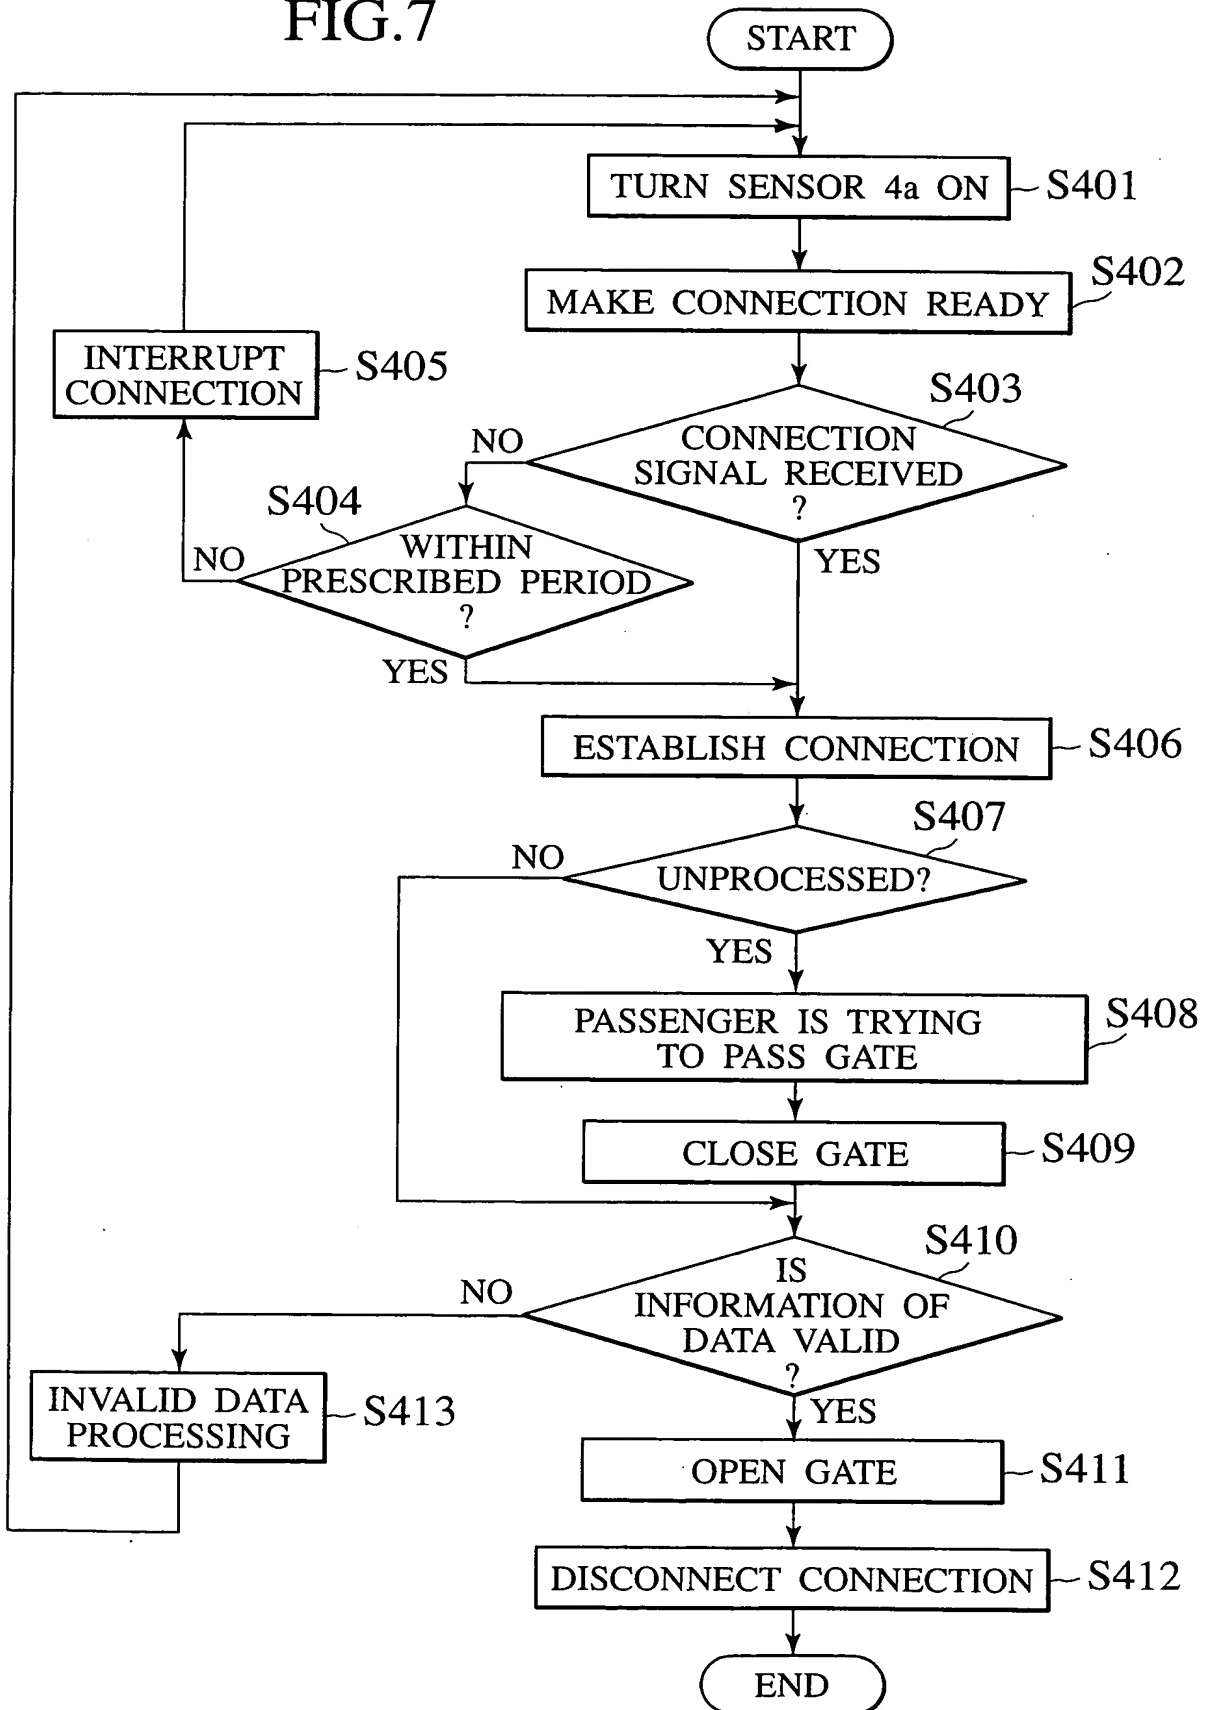 FIG.7
START
TURN SENSOR 4a ON
S401
MAKE CONNECTION READY
S402
INTERRUPT
CONNECTION
S405
CONNECTION
SIGNAL RECEIVED
?
S403
NO
YES
S404
WITHIN
PRESCRIBED PERIOD
?
NO
YES
ESTABLISH CONNECTION
S406
S407
UNPROCESSED?
NO
YES
PASSENGER IS TRYING
TO PASS GATE
S408
CLOSE GATE
S409
S410
IS
INFORMATION OF
DATA VALID
?
NO
YES
INVALID DATA
PROCESSING
S413
OPEN GATE
S411
DISCONNECT CONNECTION
S412
END